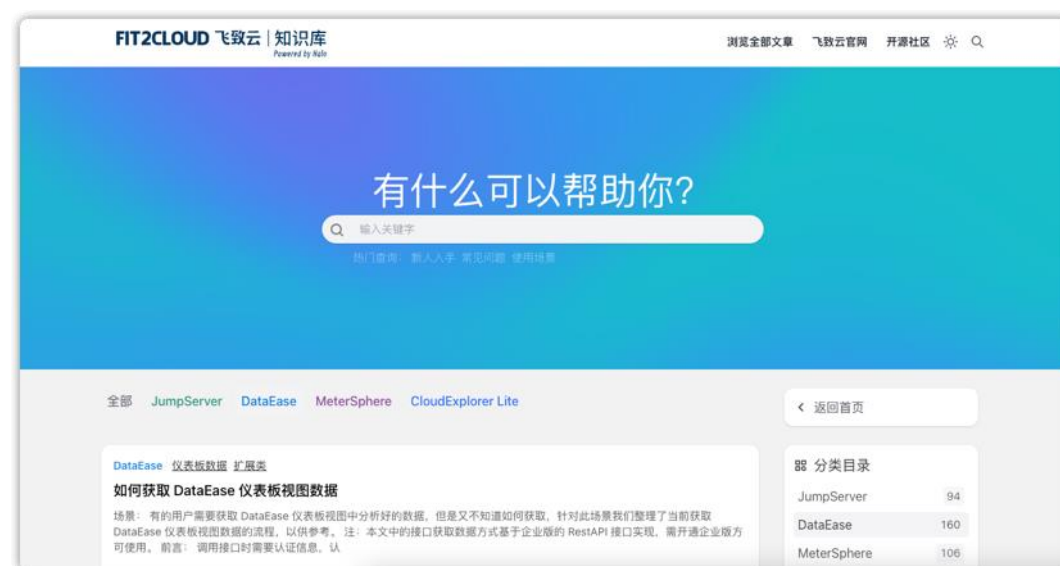 FIT2CLOUD 飞致云 | 知识库
Powered by Halo
浏览全部文章 飞致云官网 开源社区
有什么可以帮助你?
输入关键字
热门查询: 新人入手 常见问题 使用场景
全部 JumpServer DataEase MeterSphere CloudExplorer Lite
返回首页
DataEase 仪表板数据 扩展类
如何获取 DataEase 仪表板视图数据
场景: 有的用户需要获取 DataEase 仪表板视图中分析好的数据,但是又不知道如何获取,针对此场景我们整理了当前获取
DataEase 仪表板视图数据的流程,以供参考。 注: 本文中的接口获取数据方式基于企业版的 RestAPI 接口实现,需开通企业版方
可使用。 前言: 调用接口时需要认证信息,认
分类目录
JumpServer 94
DataEase 160
MeterSphere 106